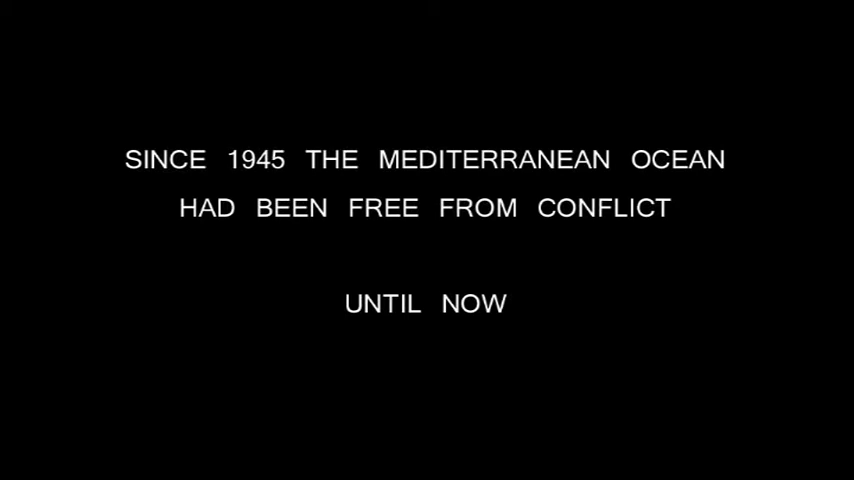 SINCE 1945 THE MEDITERRANEAN OCEAN
HAD BEEN FREE FROM CONFLICT
UNTIL NOW